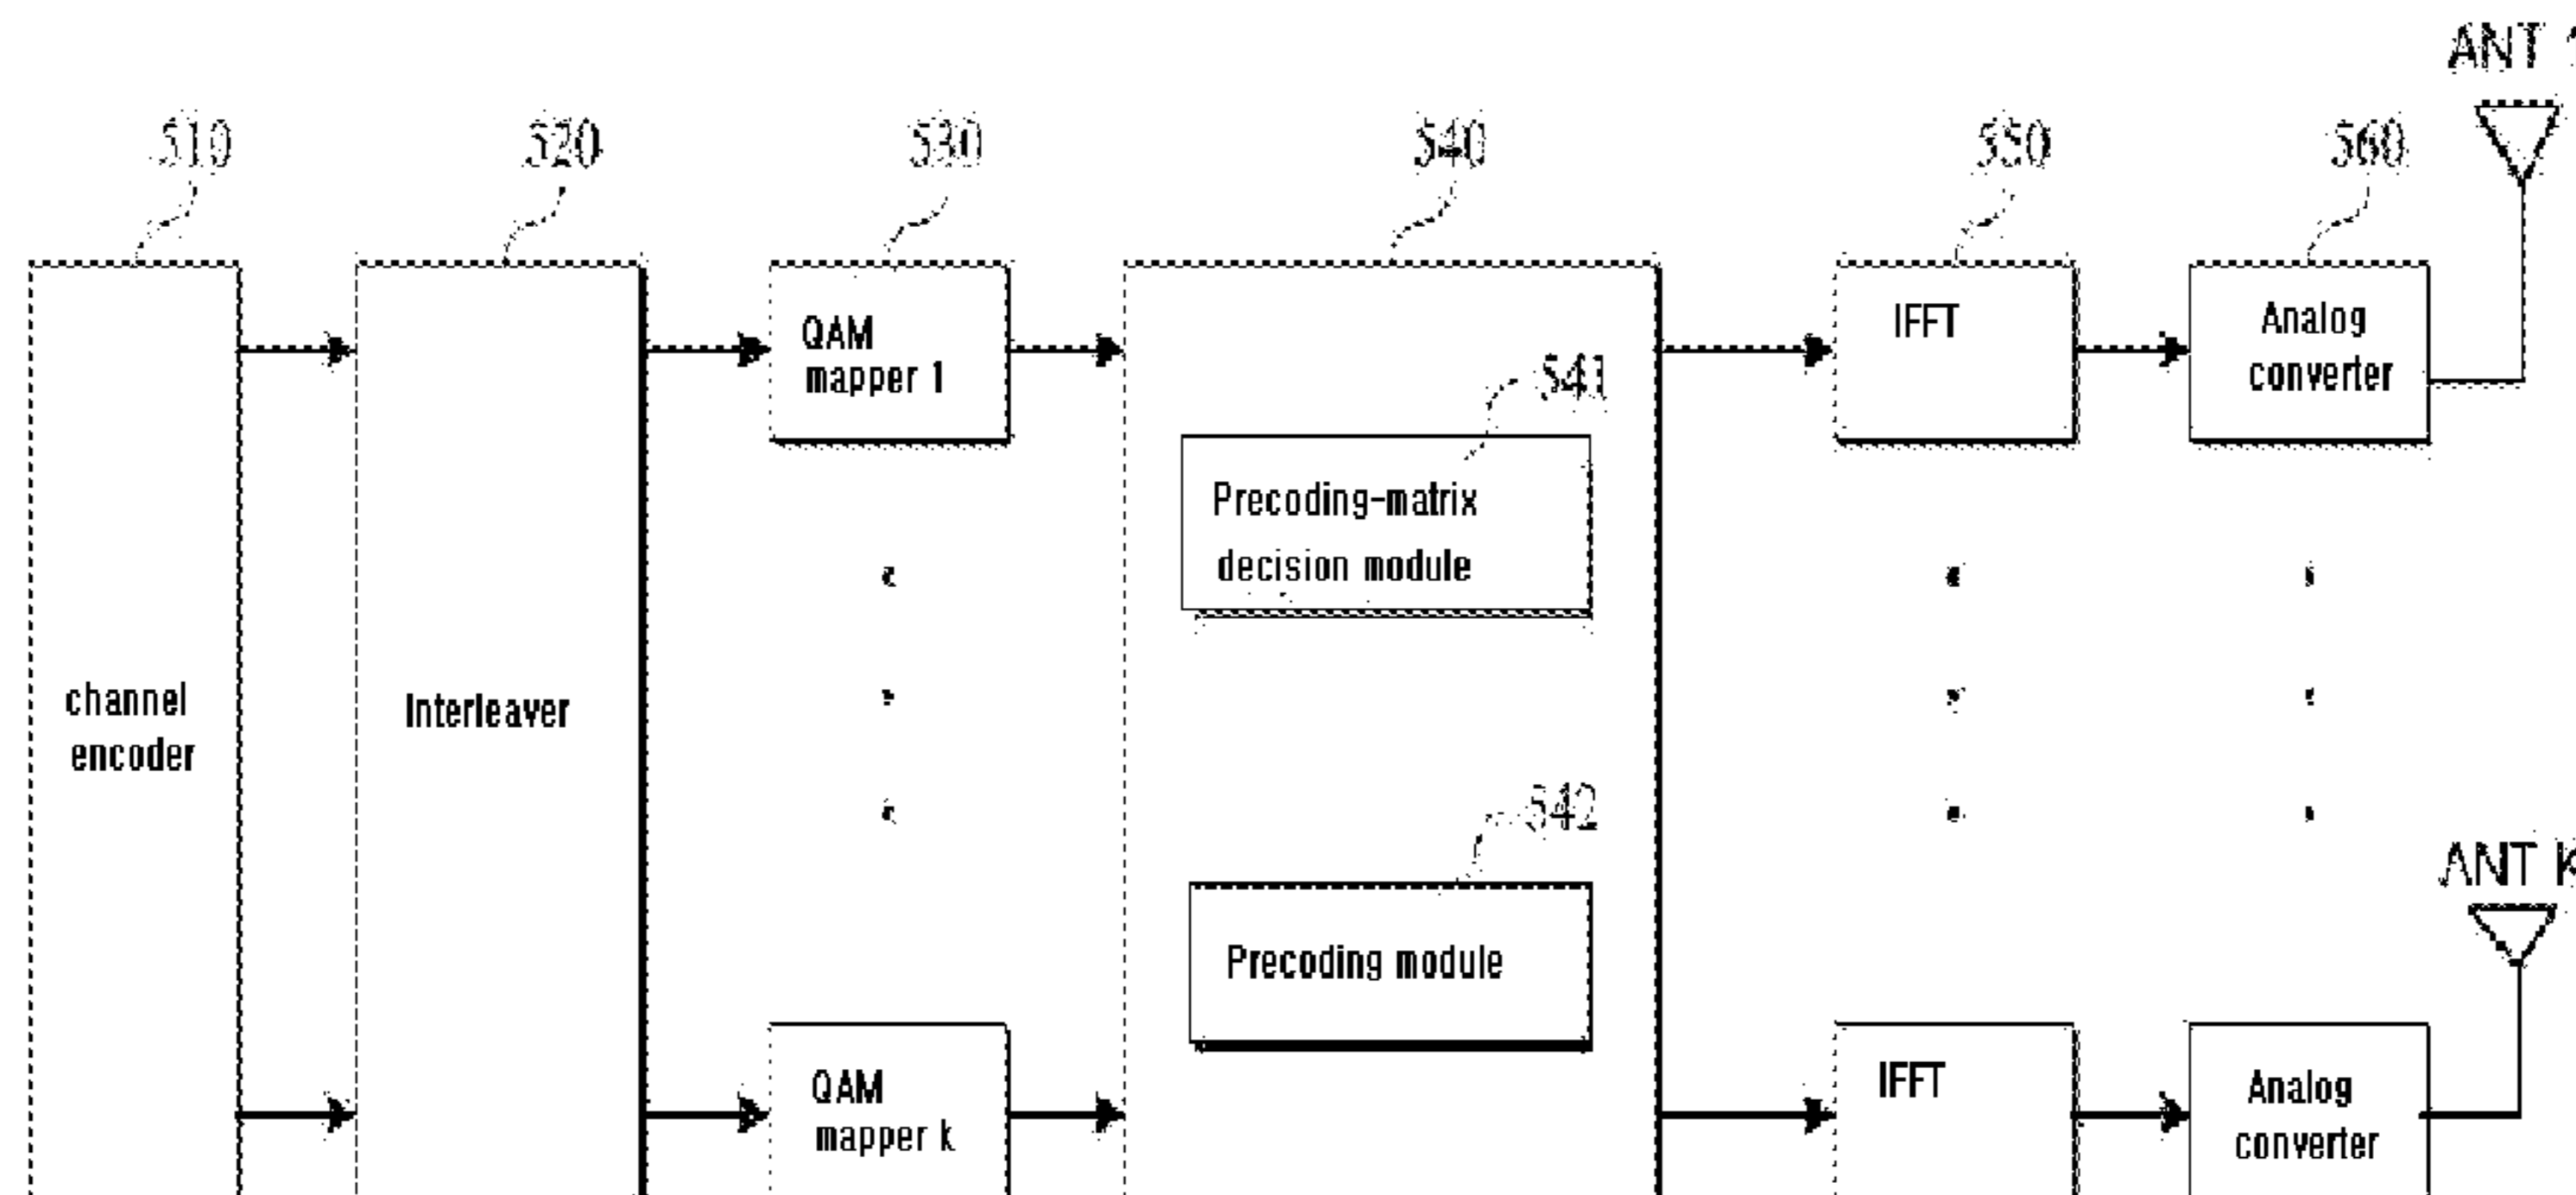 ANT
510
520
530
540
550
560
QAM
mapper 1
IFFT
Analog
converter
541
Precoding-matrix
decision module
channel
encoder
Interleaver
542
ANT
Precoding module
QAM
mapper k
IFFT
Analog
converter